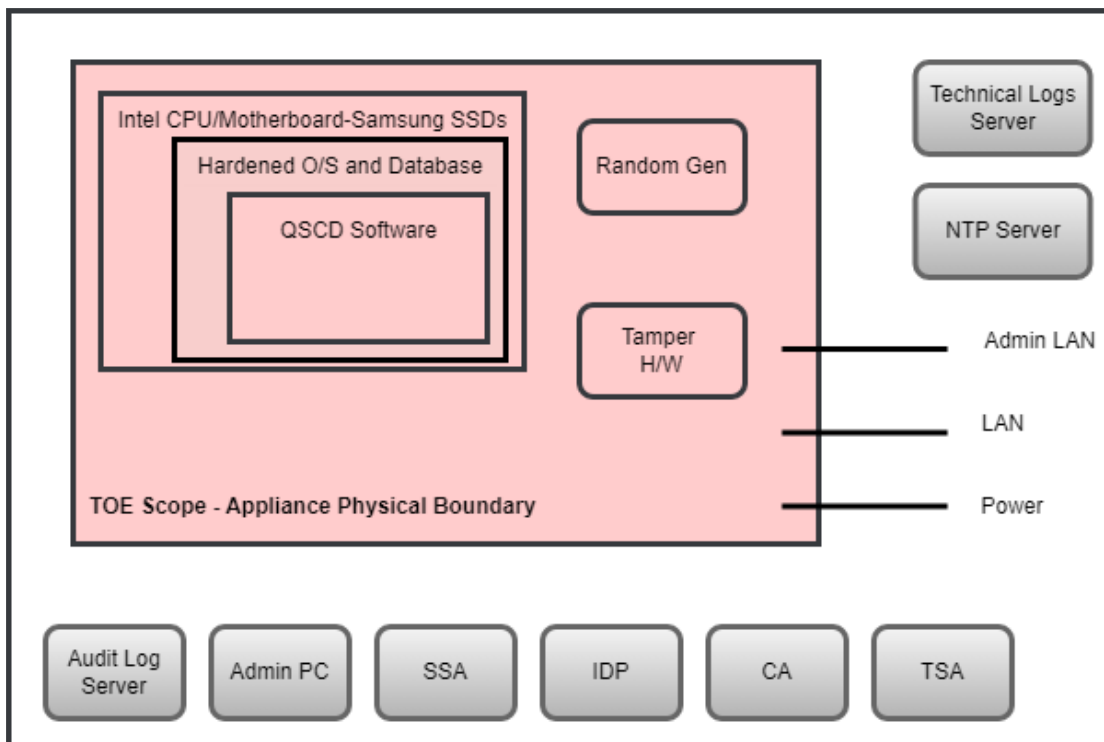 Intel CPU/Motherboard-Samsung SSDs
Hardened O/S and Database
QSCD Software
Random Gen
Tamper
H/W
TOE Scope - Appliance Physical Boundary
Technical Logs
Server
NTP Server
Admin LAN
LAN
Power
Audit Log
Server
Admin PC
SSA
IDP
CA
TSA